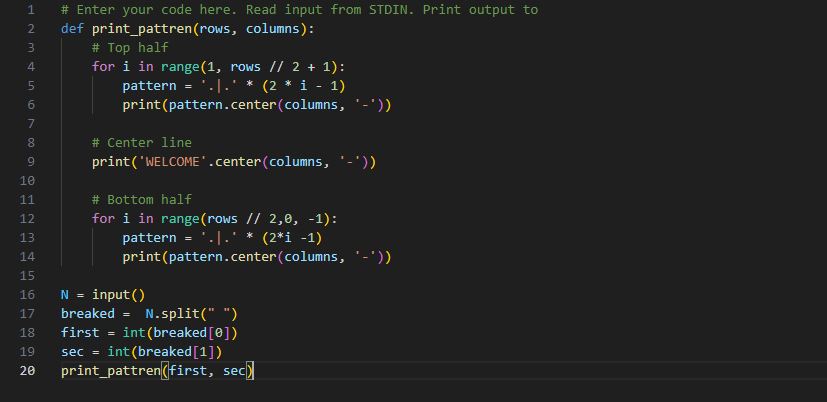 1 # Enter your code here. Read input from STDIN. Print output to
2 def print_pattren(rows, columns):
3     # Top half
4     for i in range(1, rows // 2 + 1):
5         pattern = '.|.' * (2 * i - 1)
6         print(pattern.center(columns, '-'))
7
8     # Center line
9     print('WELCOME'.center(columns, '-'))
10
11     # Bottom half
12     for i in range(rows // 2,0, -1):
13         pattern = '.|.' * (2*i -1)
14         print(pattern.center(columns, '-'))
15
16 N = input()
17 breaked =  N.split(" ")
18 first = int(breaked[0])
19 sec = int(breaked[1])
20 print_pattren(first, sec)